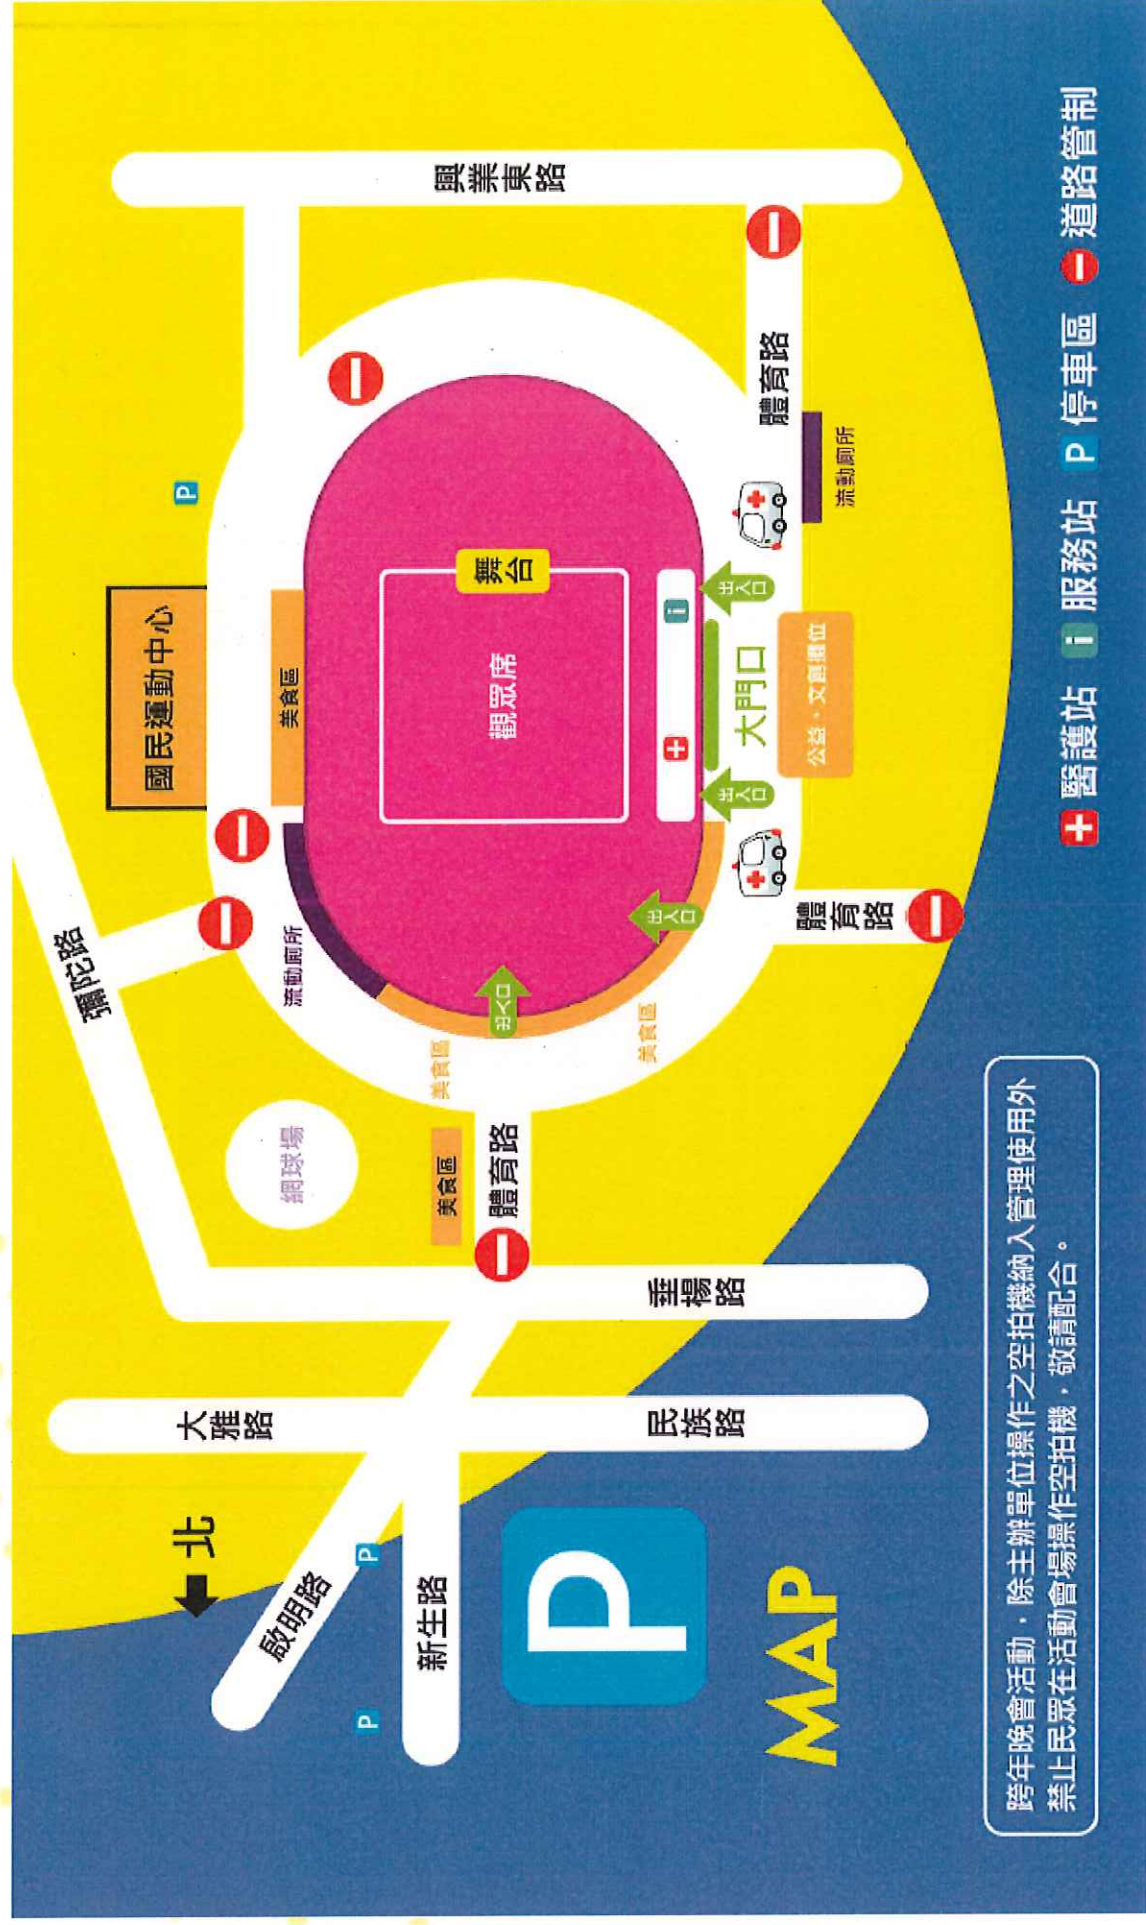 北
啟明路
P
新生路
P
P
MAP
大雅路
民族路
彌陀路
垂楊路
網球場
美食區
體育路
美食區
美食區
流動廁所
國民運動中心
美食區
P
觀眾席
舞台
出入口
出入口
出入口
出入口
大門口
i
公益・文創攤位
體育路
體育路
流動廁所
興業東路
跨年晚會活動，除主辦單位操作之空拍機納入管理使用外
禁止民眾在活動會場操作空拍機，敬請配合。
醫護站 i 服務站 P 停車區 道路管制